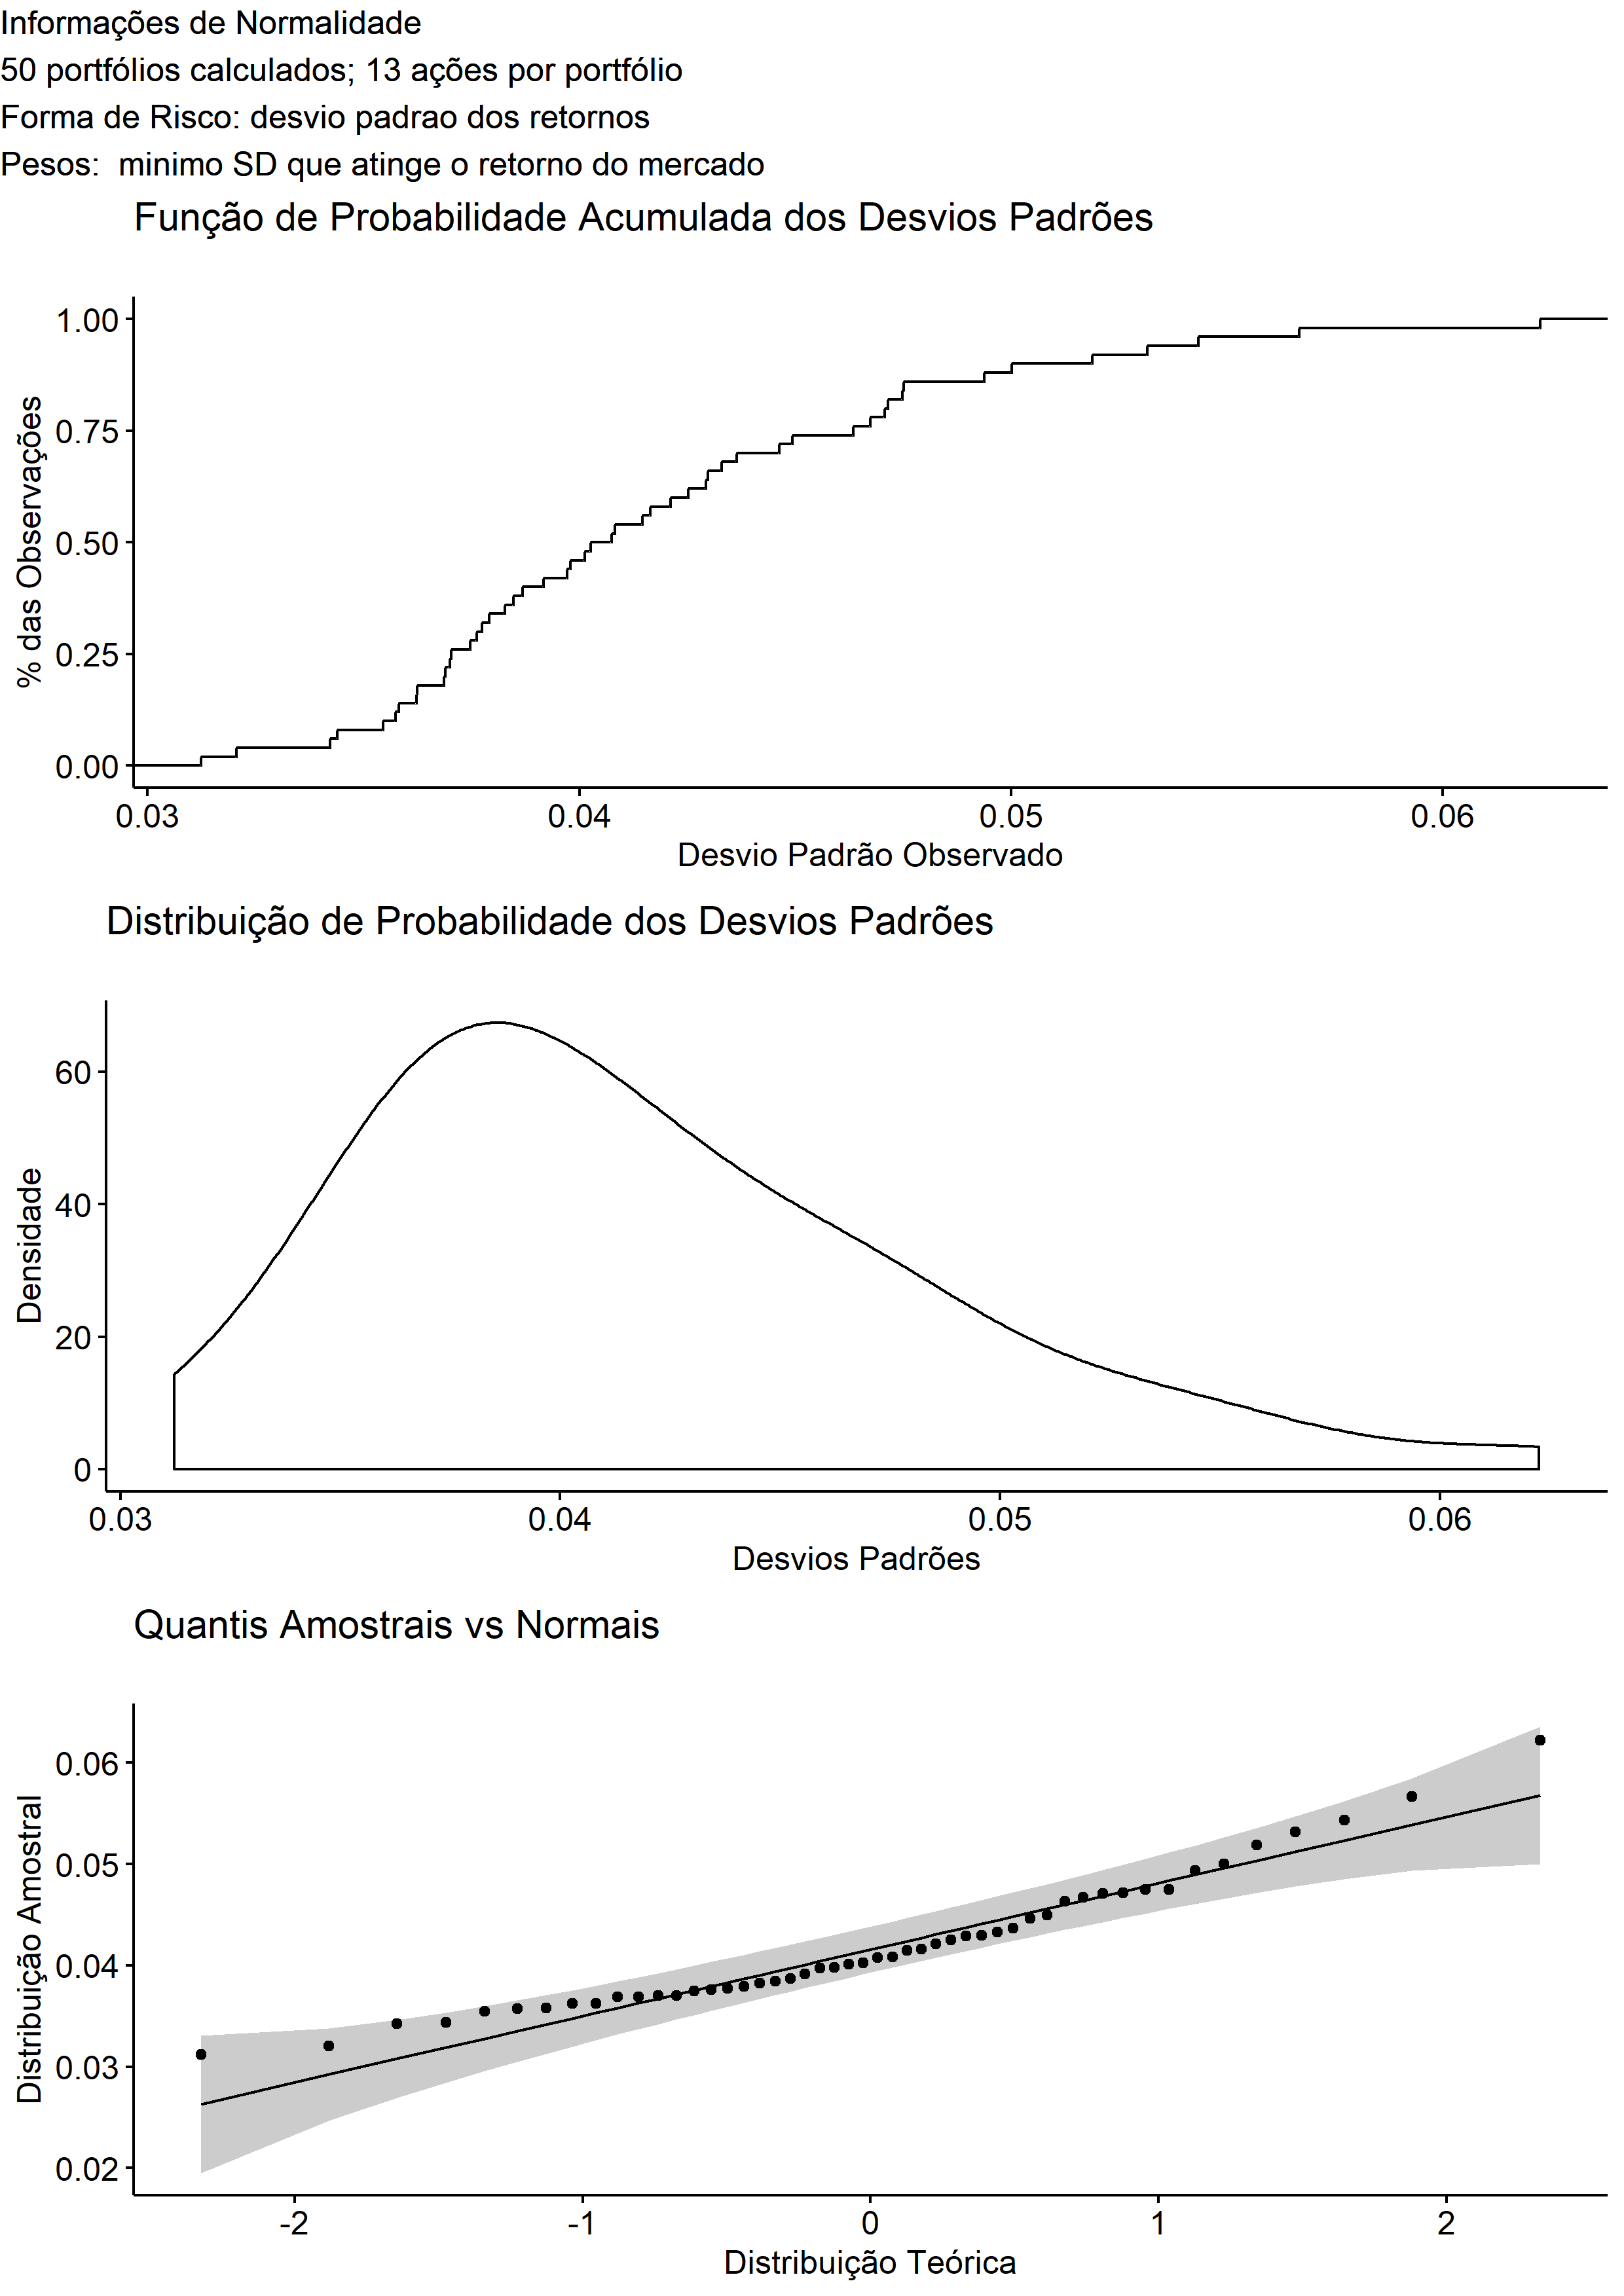 Informações de Normalidade
50 portfólios calculados; 13 ações por portfólio
Forma de Risco: desvio padrao dos retornos
Pesos:  minimo SD que atinge o retorno do mercado
Função de Probabilidade Acumulada dos Desvios Padrões
% das Observações
1.00
0.75
0.50
0.25
0.00
0.03 0.04 0.05 0.06
Desvio Padrão Observado
Distribuição de Probabilidade dos Desvios Padrões
Densidade
60
40
20
0
0.03 0.04 0.05 0.06
Desvios Padrões
Quantis Amostrais vs Normais
Distribuição Amostral
0.06
0.05
0.04
0.03
0.02
-2 -1 0 1 2
Distribuição Teórica